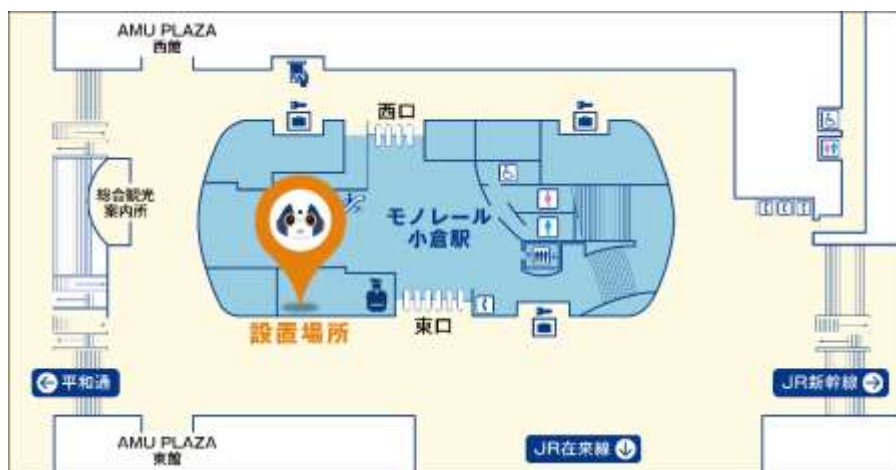 AMU PLAZA
西館
西口
総合観光
案内所
モノレール
小倉駅
設置場所
東口
平和通
JR新幹線
AMU PLAZA
東館
JR在来線